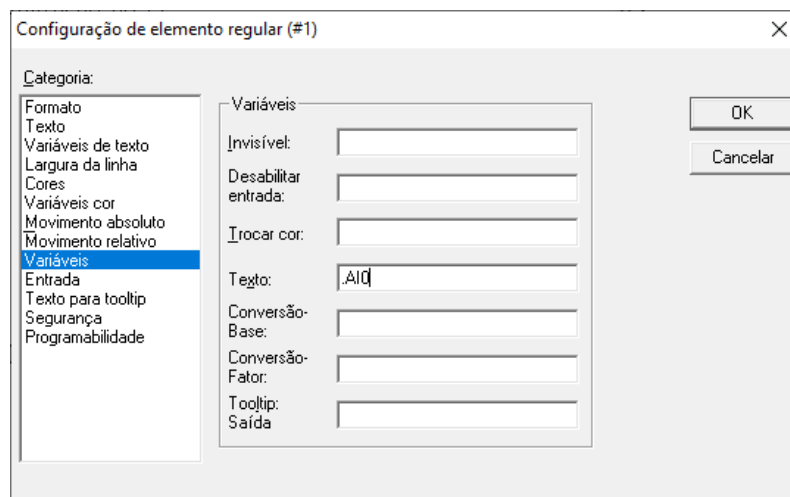 Configuração de elemento regular (#1)
Categoria:
Formato
Texto
Variáveis de texto
Largura da linha
Cores
Variáveis cor
Movimento absoluto
Movimento relativo
Variáveis
Entrada
Texto para tooltip
Segurança
Programabilidade
Variáveis
Invisível:
Desabilitar
entrada:
Trocar cor:
Texto:
.AI0
Conversão-
Base:
Conversão-
Fator:
Tooltip:
Saída
OK
Cancelar